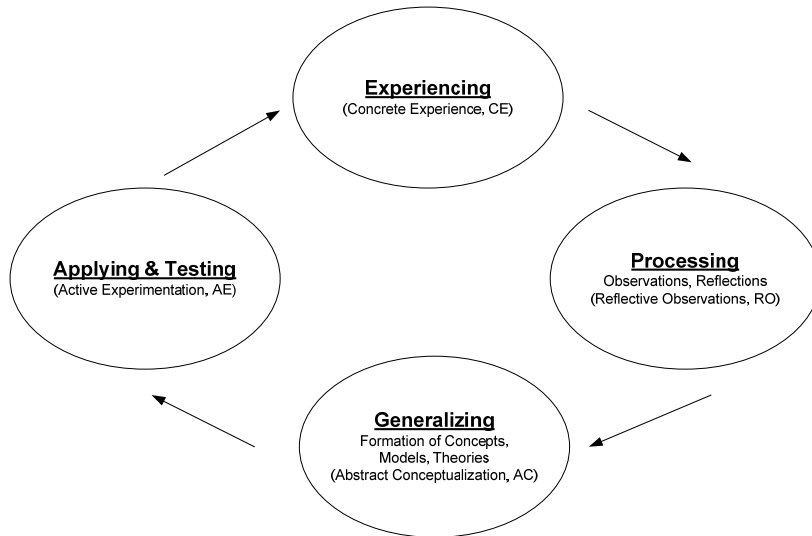 Experiencing
(Concrete Experience, CE)
Processing
Observations, Reflections
(Reflective Observations, RO)
Generalizing
Formation of Concepts,
Models, Theories
(Abstract Conceptualization, AC)
Applying & Testing
(Active Experimentation, AE)